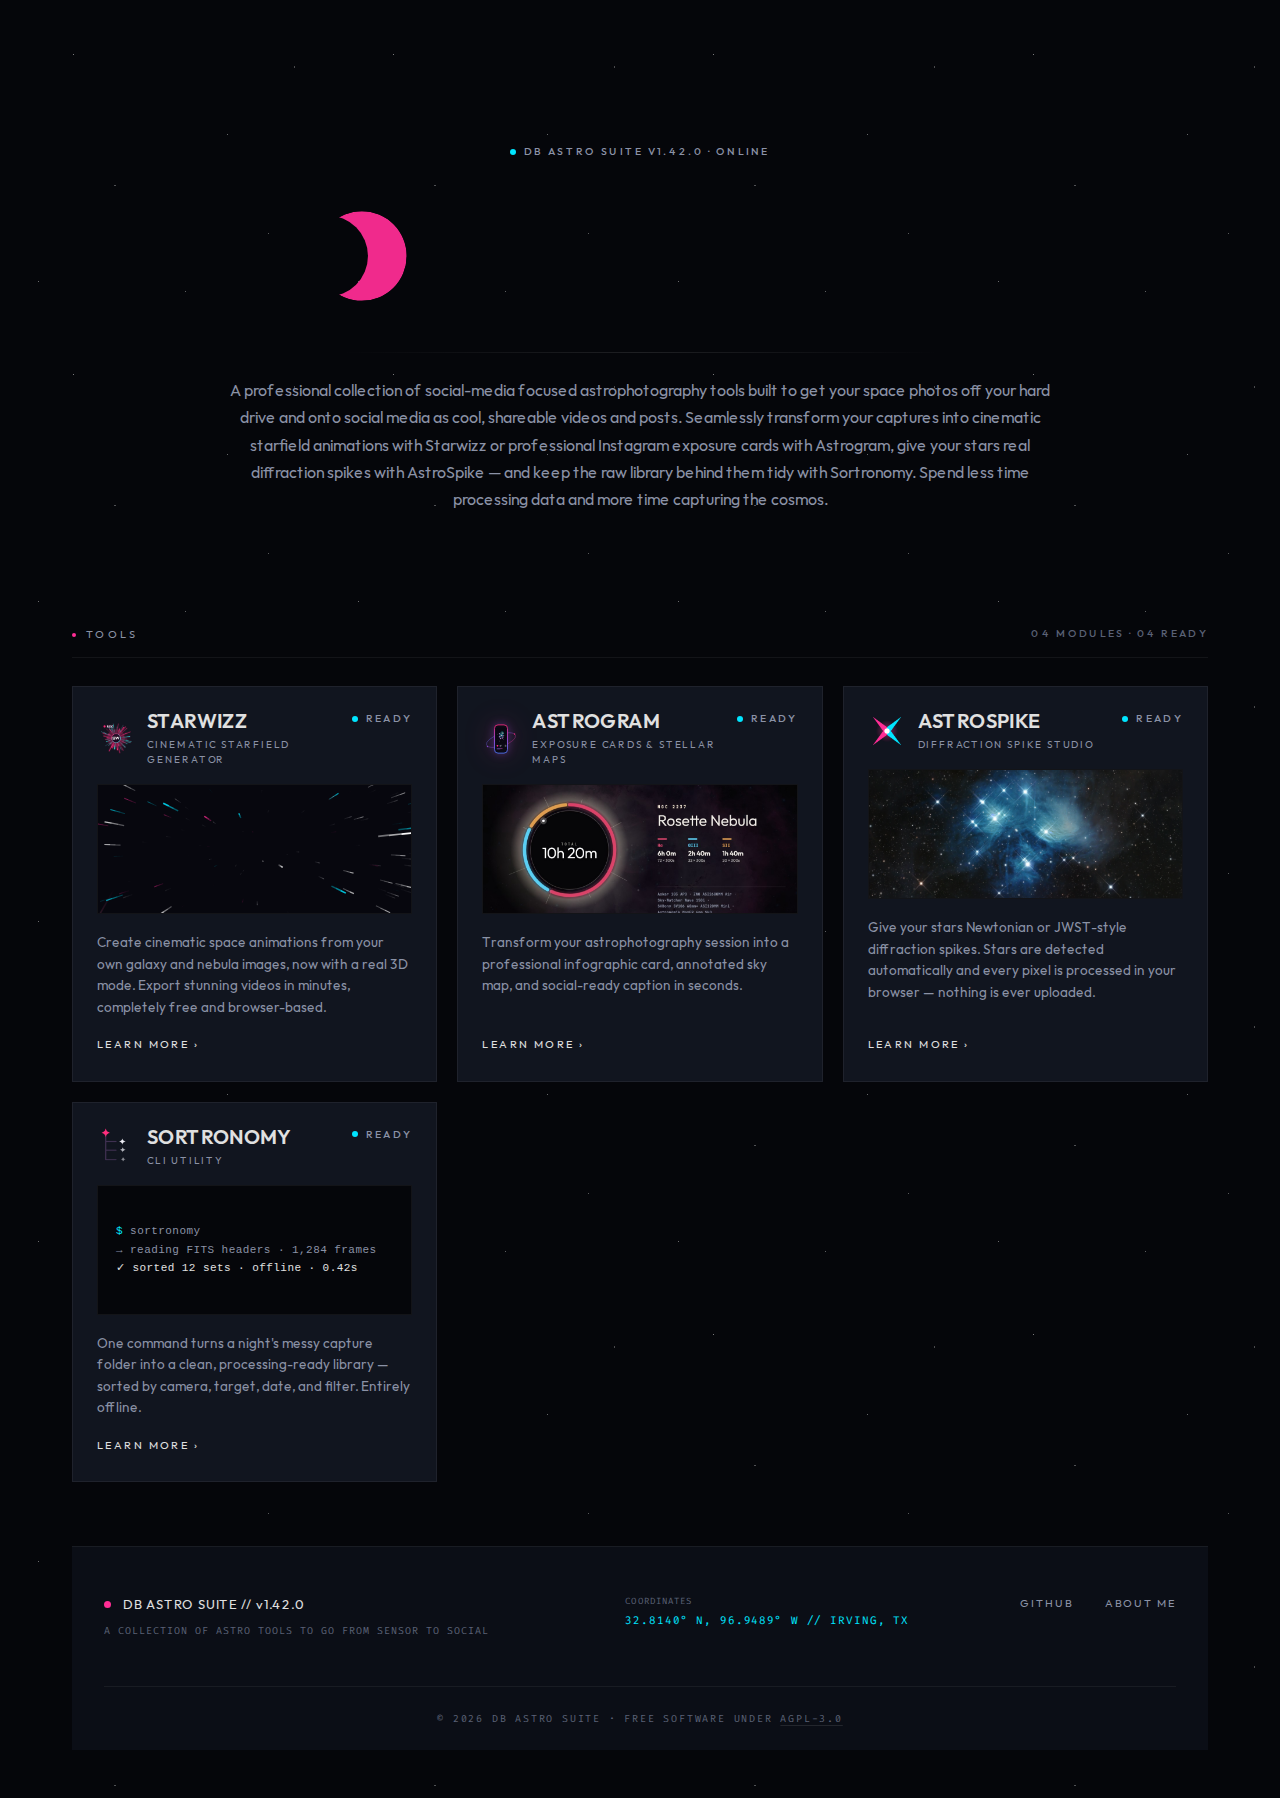 DB ASTRO SUITE V1.42.0 · ONLINE
A professional collection of social-media focused astrophotography tools built to get your space photos off your hard
drive and onto social media as cool, shareable videos and posts. Seamlessly transform your captures into cinematic
starfield animations with Starwizz or professional Instagram exposure cards with Astrogram, give your stars real
diffraction spikes with AstroSpike — and keep the raw library behind them tidy with Sortronomy. Spend less time
processing data and more time capturing the cosmos.
TOOLS
04 MODULES · 04 READY
STARWIZZ
READY
CINEMATIC STARFIELD
GENERATOR
Create cinematic space animations from your
own galaxy and nebula images, now with a real 3D
mode. Export stunning videos in minutes,
completely free and browser-based.
LEARN MORE ›
ASTROGRAM
READY
EXPOSURE CARDS & STELLAR
MAPS
TOTAL
10h 20m
NGC 2237
Rosette Nebula
6h 0m
2h 40m
1h 40m
Transform your astrophotography session into a
professional infographic card, annotated sky
map, and social-ready caption in seconds.
LEARN MORE ›
ASTROSPIKE
READY
DIFFRACTION SPIKE STUDIO
Give your stars Newtonian or JWST-style
diffraction spikes. Stars are detected
automatically and every pixel is processed in your
browser — nothing is ever uploaded.
LEARN MORE ›
SORTRONOMY
READY
CLI UTILITY
$ sortronomy
→ reading FITS headers · 1,284 frames
✓ sorted 12 sets · offline · 0.42s
One command turns a night's messy capture
folder into a clean, processing-ready library —
sorted by camera, target, date, and filter. Entirely
offline.
LEARN MORE ›
DB ASTRO SUITE // v1.42.0
A COLLECTION OF ASTRO TOOLS TO GO FROM SENSOR TO SOCIAL
COORDINATES
32.8140° N, 96.9489° W // IRVING, TX
GITHUB
ABOUT ME
© 2026 DB ASTRO SUITE · FREE SOFTWARE UNDER AGPL-3.0